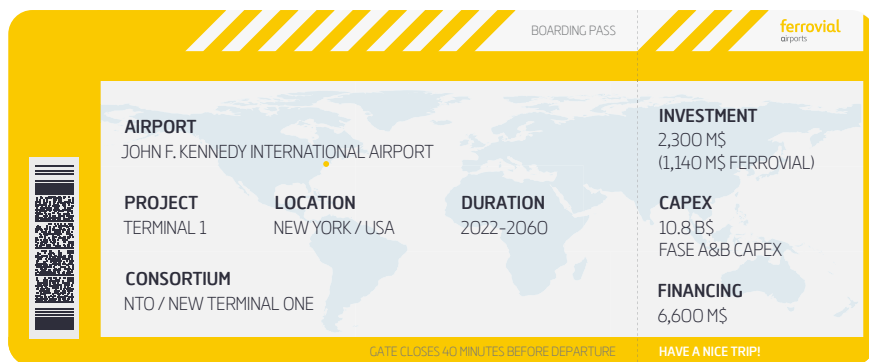 BOARDING PASS
ferrovial
airports
AIRPORT
JOHN F. KENNEDY INTERNATIONAL AIRPORT
PROJECT
TERMINAL 1
LOCATION
NEW YORK / USA
DURATION
2022-2060
CONSORTIUM
NTO / NEW TERMINAL ONE
INVESTMENT
2,300 M$
(1,140 M$ FERROVIAL)
CAPEX
10.8 B$
FASE A&B CAPEX
FINANCING
6,600 M$
GATE CLOSES 40 MINUTES BEFORE DEPARTURE
HAVE A NICE TRIP!